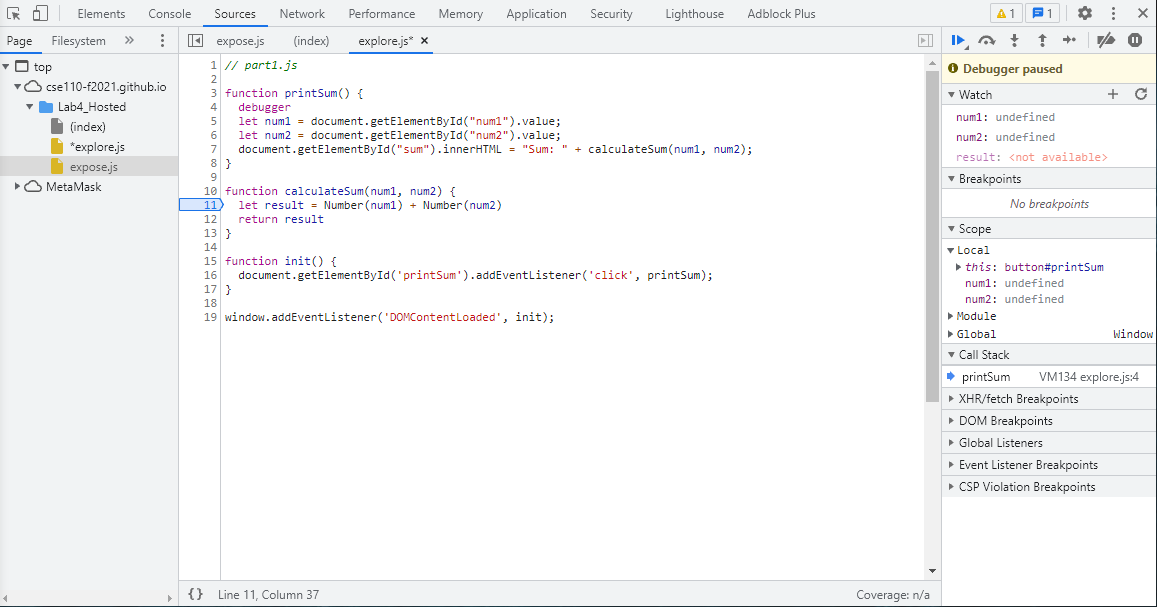 Elements Console Sources Network Performance Memory Application Security Lighthouse Adblock Plus 1 1
Page Filesystem » expose.js (index) explore.js* ×
top
cse110-f2021.github.io
Lab4_Hosted
(index)
*explore.js
expose.js
MetaMask
1 // part1.js
2
3 function printSum() {
4   debugger
5   let num1 = document.getElementById("num1").value;
6   let num2 = document.getElementById("num2").value;
7   document.getElementById("sum").innerHTML = "Sum: " + calculateSum(num1, num2);
8 }
9
10 function calculateSum(num1, num2) {
11   let result = Number(num1) + Number(num2)
12   return result
13 }
14
15 function init() {
16   document.getElementById('printSum').addEventListener('click', printSum);
17 }
18
19 window.addEventListener('DOMContentLoaded', init);
{} Line 11, Column 37 Coverage: n/a
Debugger paused
Watch
num1: undefined
num2: undefined
result: <not available>
Breakpoints
No breakpoints
Scope
Local
this: button#printSum
num1: undefined
num2: undefined
Module
Global Window
Call Stack
printSum VM134 explore.js:4
XHR/fetch Breakpoints
DOM Breakpoints
Global Listeners
Event Listener Breakpoints
CSP Violation Breakpoints